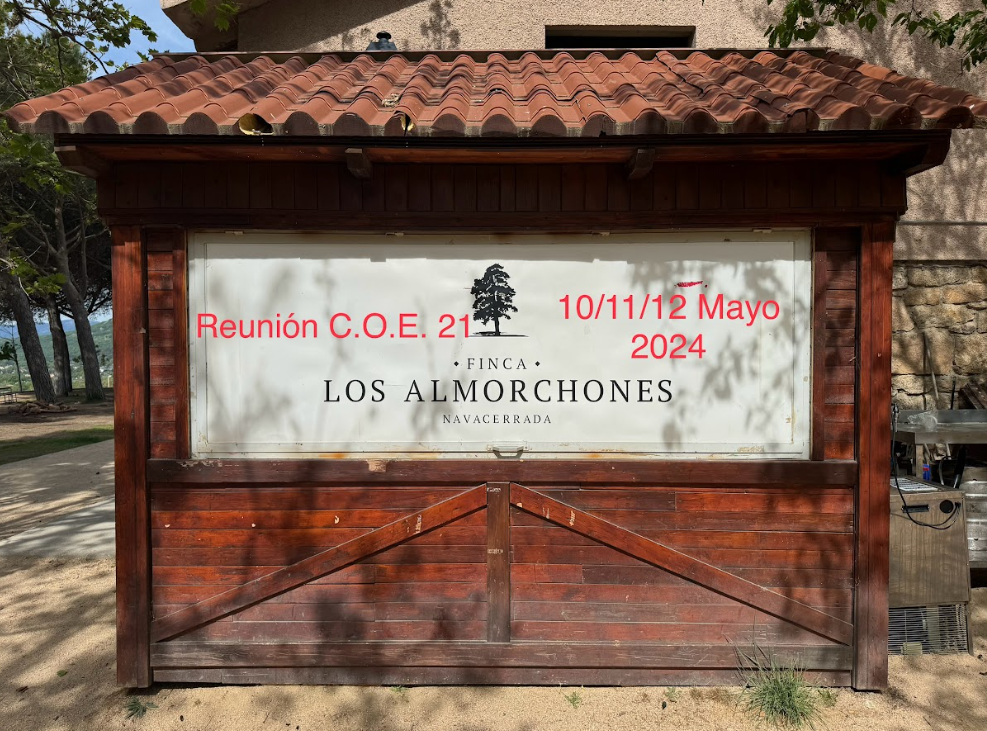 Reunión C.O.E. 21
10/11/12 Mayo
2024
• FINCA •
LOS ALMORCHONES
NAVACERRADA